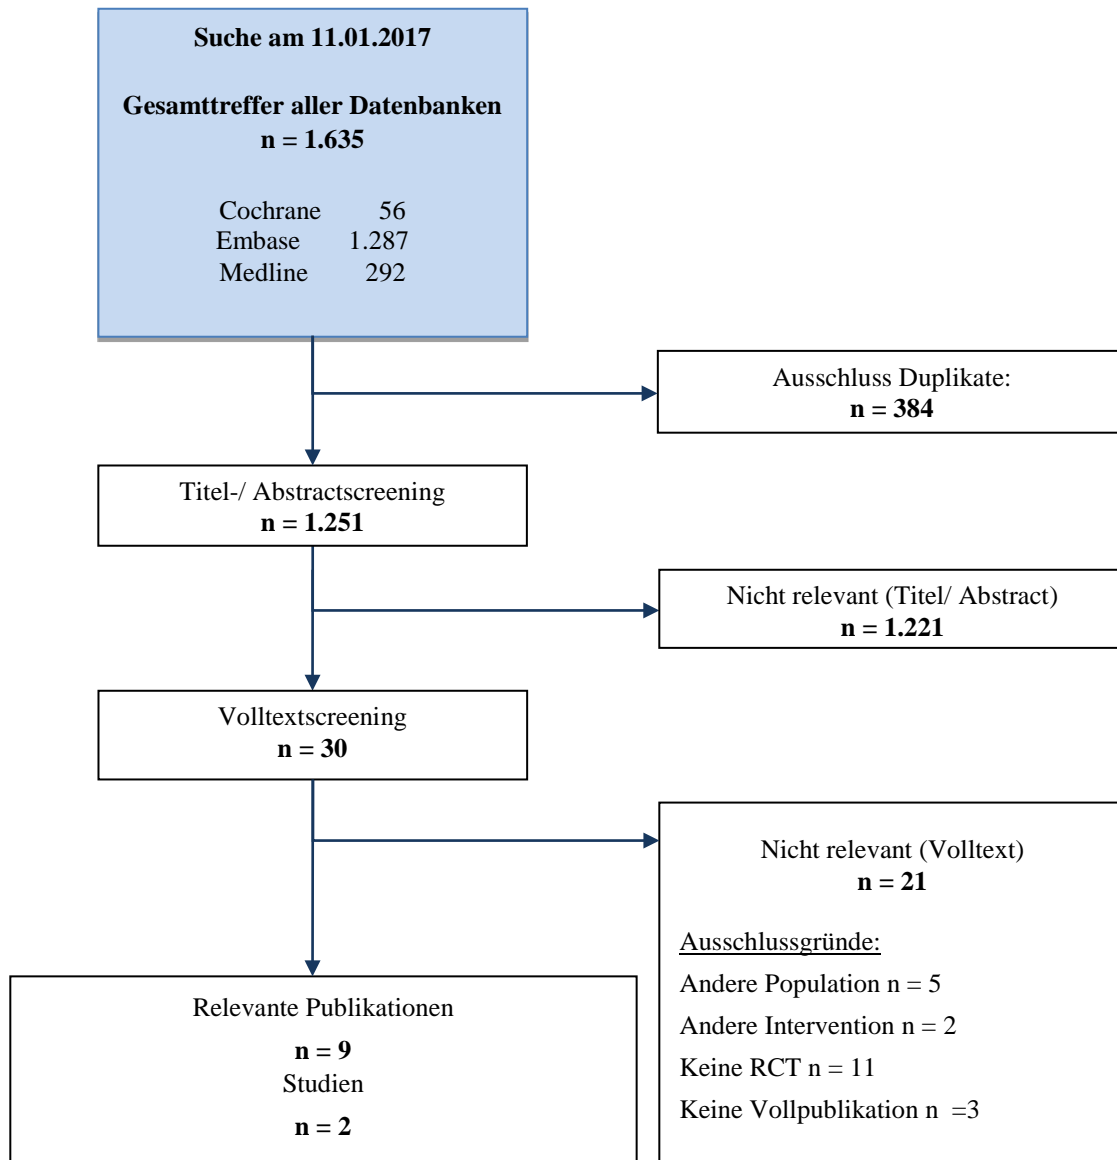 Suche am 11.01.2017
Gesamttreffer aller Datenbanken
n = 1.635
Cochrane 56
Embase 1.287
Medline 292
Ausschluss Duplikate:
n = 384
Titel-/ Abstractscreening
n = 1.251
Nicht relevant (Titel/ Abstract)
n = 1.221
Volltextscreening
n = 30
Nicht relevant (Volltext)
n = 21
Ausschlussgründe:
Andere Population n = 5
Andere Intervention n = 2
Keine RCT n = 11
Keine Vollpublikation n =3
Relevante Publikationen
n = 9
Studien
n = 2